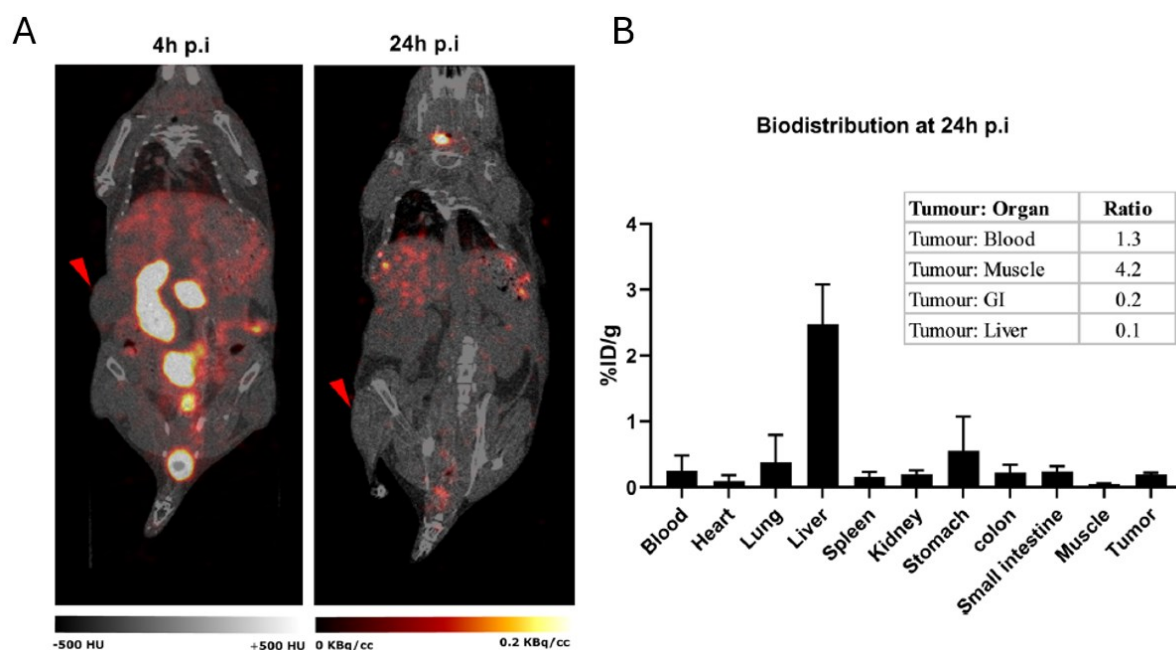 A
B
4h p.i
24h p.i
-500 HU
+500 HU
0 KBq/cc
0.2 KBq/cc
Biodistribution at 24h p.i
Tumour: Organ Ratio
Tumour: Blood 1.3
Tumour: Muscle 4.2
Tumour: GI 0.2
Tumour: Liver 0.1
%ID/g
4
3
2
1
0
Blood
Heart
Lung
Liver
Spleen
Kidney
Stomach
colon
Small intestine
Muscle
Tumor